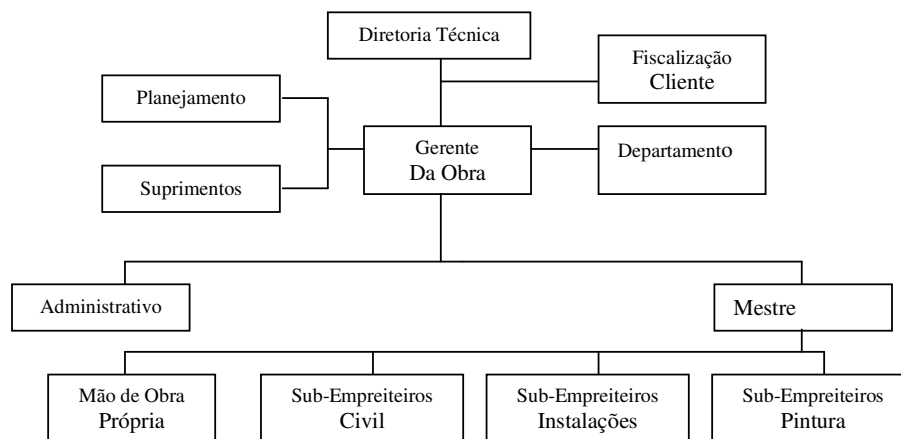 Diretoria Técnica
Fiscalização
Cliente
Planejamento
Gerente
Da Obra
Departamento
Suprimentos
Administrativo
Mestre
Mão de Obra
Própria
Sub-Empreiteiros
Civil
Sub-Empreiteiros
Instalações
Sub-Empreiteiros
Pintura